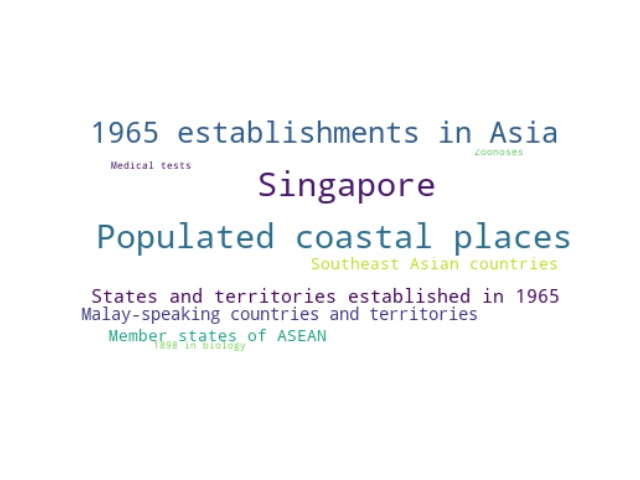 1965 establishments in Asia
Zoonoses
Medical tests
Singapore
Populated coastal places
Southeast Asian countries
States and territories established in 1965
Malay-speaking countries and territories
Member states of ASEAN
1898 in biology